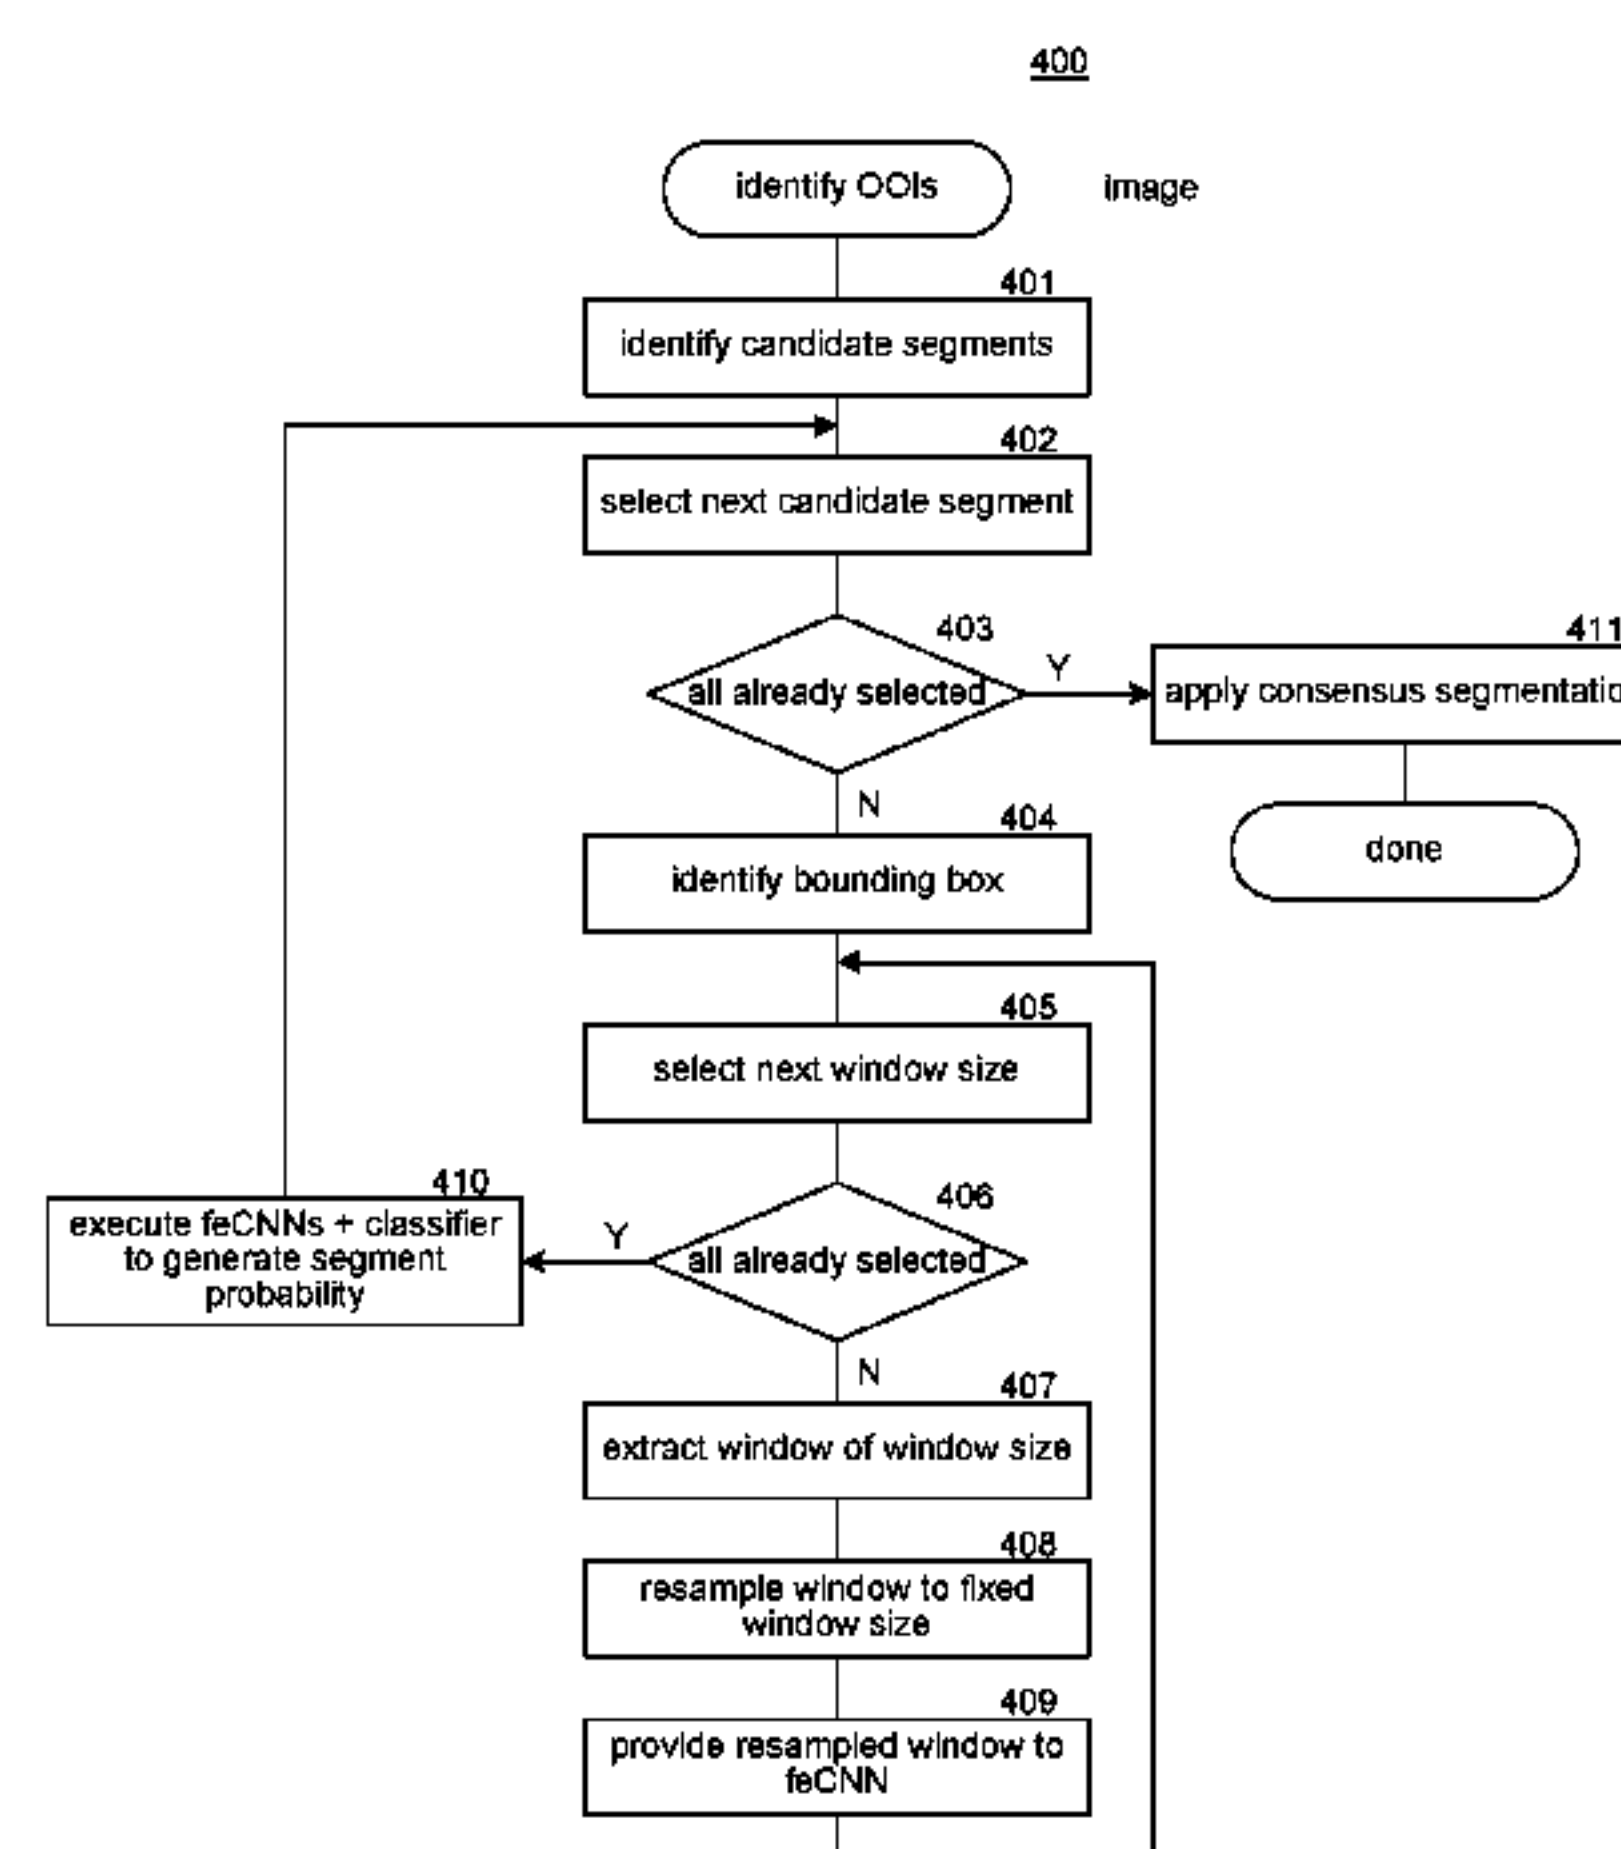 400
identify OOIs
image
401
identify candidate segments
402
select next candidate segment
403
all already selected
Y
411
apply consensus segmentatio
N
404
identify bounding box
done
405
select next window size
410
execute feCNNs + classifier
to generate segment
probability
Y
406
all already selected
N
407
extract window of window size
408
resample window to fixed
window size
409
provide resampled window to
feCNN